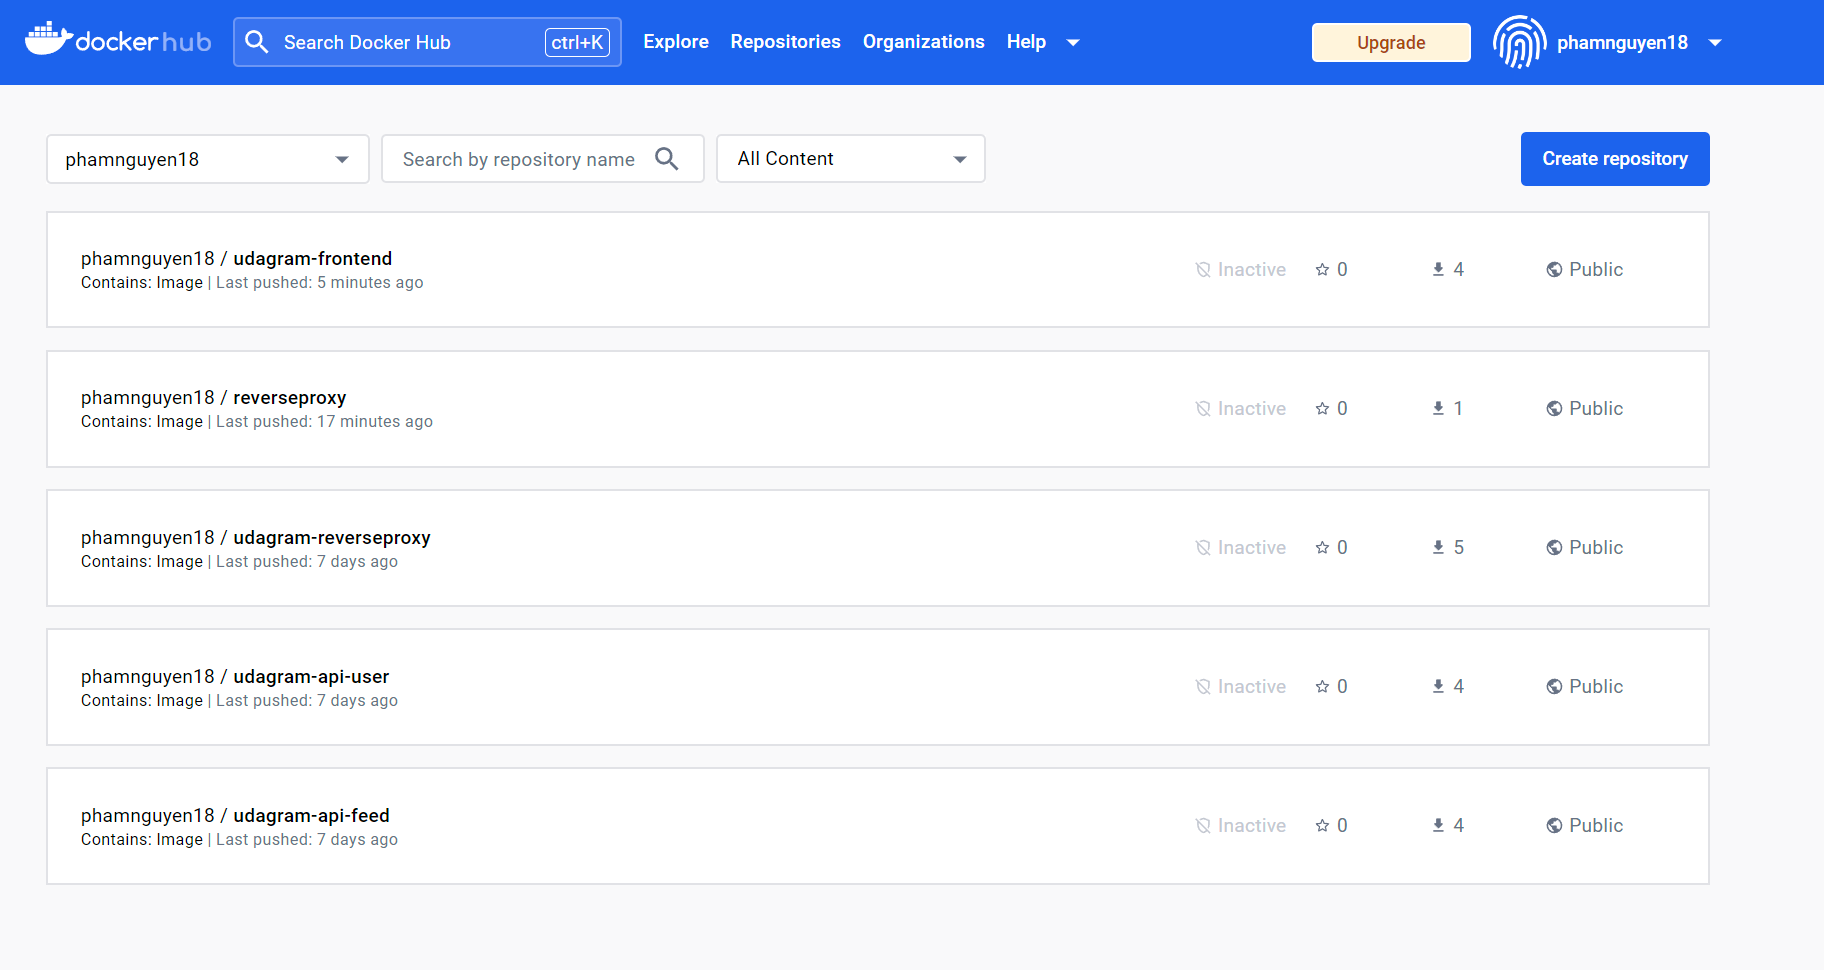 docker hub Search Docker Hub ctrl+K Explore Repositories Organizations Help Upgrade phamnguyen18
phamnguyen18 Search by repository name All Content Create repository
phamnguyen18 / udagram-frontend
Contains: Image | Last pushed: 5 minutes ago
Inactive 0 4 Public
phamnguyen18 / reverseproxy
Contains: Image | Last pushed: 17 minutes ago
Inactive 0 1 Public
phamnguyen18 / udagram-reverseproxy
Contains: Image | Last pushed: 7 days ago
Inactive 0 5 Public
phamnguyen18 / udagram-api-user
Contains: Image | Last pushed: 7 days ago
Inactive 0 4 Public
phamnguyen18 / udagram-api-feed
Contains: Image | Last pushed: 7 days ago
Inactive 0 4 Public